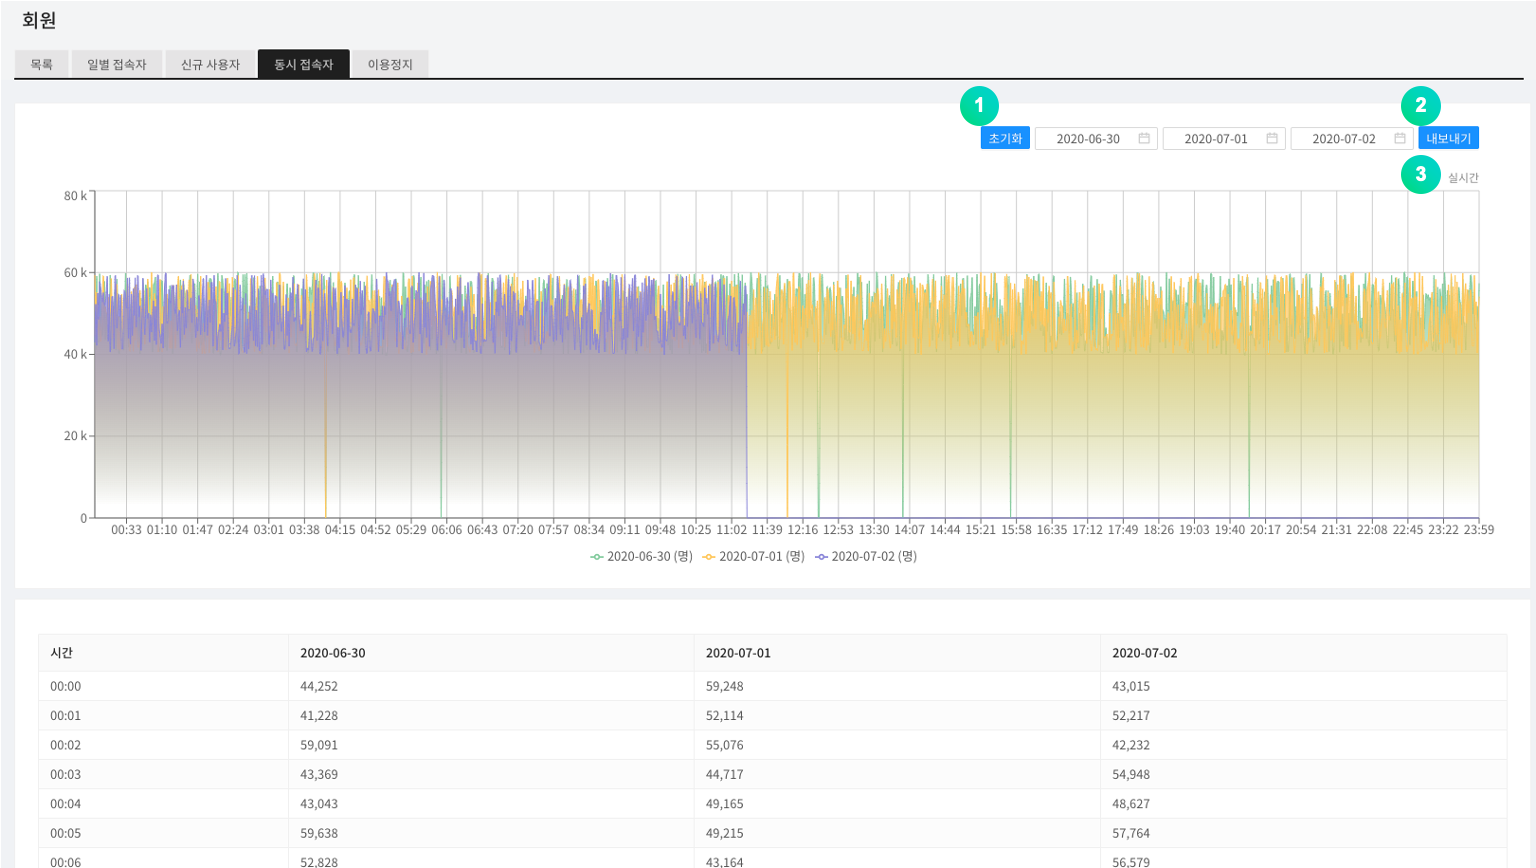 회원
목록 일별 접속자 신규 사용자 동시 접속자 이용정지
1 2
초기화 2020-06-30 2020-07-01 2020-07-02 내보내기
3 실시간
80 k
60 k
40 k
20 k
0
00:33 01:10 01:47 02:24 03:01 03:38 04:15 04:52 05:29 06:06 06:43 07:20 07:57 08:34 09:11 09:48 10:25 11:02 11:39 12:16 12:53 13:30 14:07 14:44 15:21 15:58 16:35 17:12 17:49 18:26 19:03 19:40 20:17 20:54 21:31 22:08 22:45 23:22 23:59
2020-06-30 (명) 2020-07-01 (명) 2020-07-02 (명)
시간 2020-06-30 2020-07-01 2020-07-02
00:00 44,252 59,248 43,015
00:01 41,228 52,114 52,217
00:02 59,091 55,076 42,232
00:03 43,369 44,717 54,948
00:04 43,043 49,165 48,627
00:05 59,638 49,215 57,764
00:06 52,828 43,164 56,579